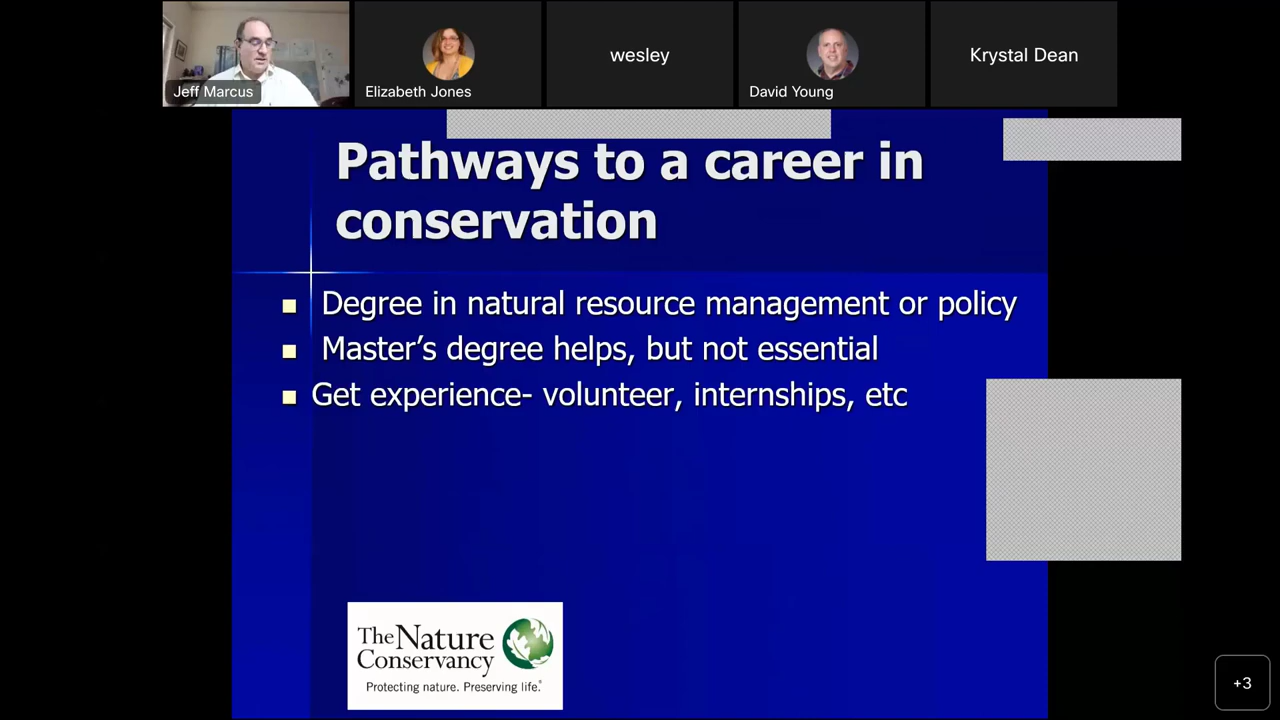 Jeff Marcus
Elizabeth Jones
wesley
David Young
Krystal Dean
Pathways to a career in
conservation
Degree in natural resource management or policy
Master’s degree helps, but not essential
Get experience- volunteer, internships, etc
The Nature
Conservancy
Protecting nature. Preserving life.®
+3